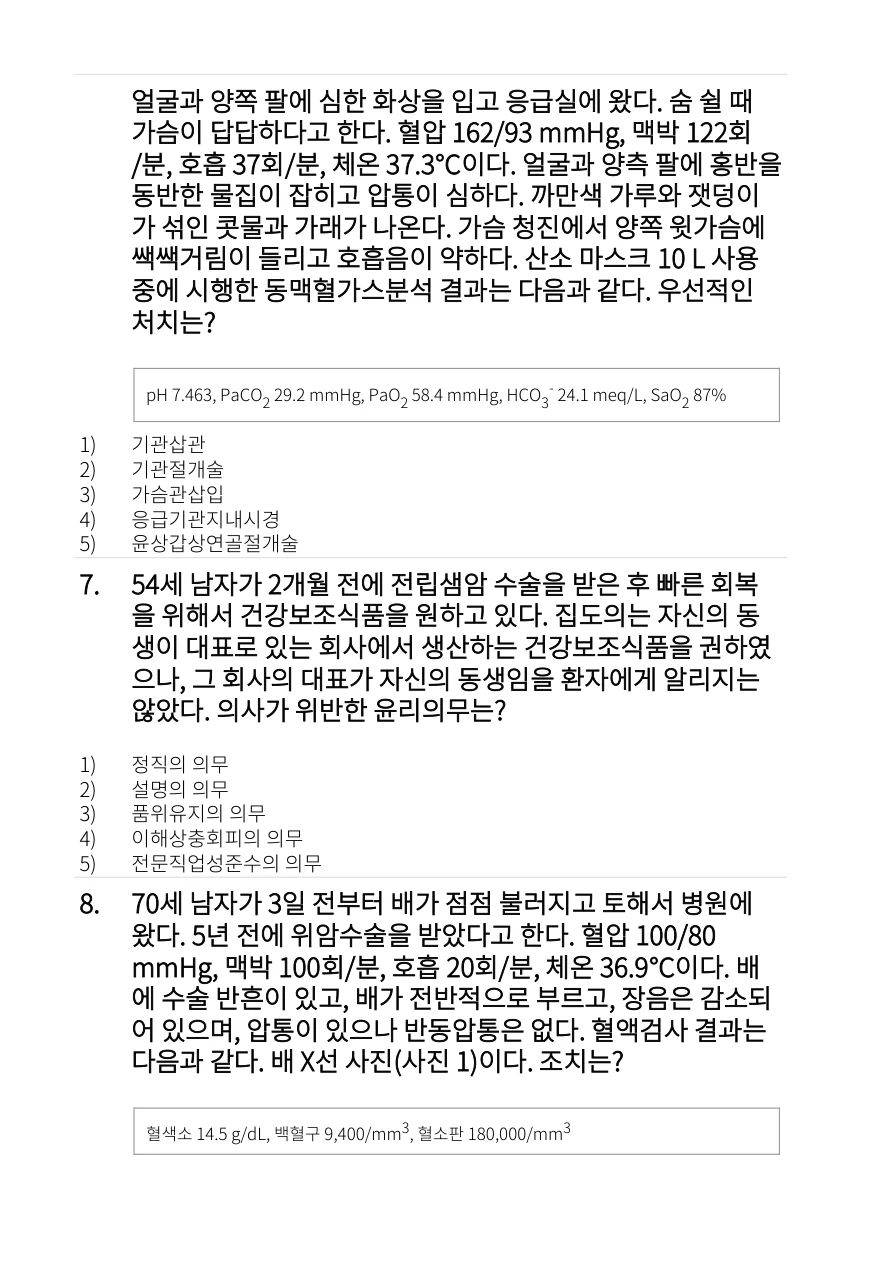 얼굴과 양쪽 팔에 심한 화상을 입고 응급실에 왔다. 숨 쉴 때
가슴이 답답하다고 한다. 혈압 162/93 mmHg, 맥박 122회
/분, 호흡 37회/분, 체온 37.3℃이다. 얼굴과 양측 팔에 홍반을
동반한 물집이 잡히고 압통이 심하다. 까만색 가루와 잿덩이
가 섞인 콧물과 가래가 나온다. 가슴 청진에서 양쪽 윗가슴에
쌕쌕거림이 들리고 호흡음이 약하다. 산소 마스크 10 L 사용
중에 시행한 동맥혈가스분석 결과는 다음과 같다. 우선적인
처치는?
pH 7.463, PaCO2 29.2 mmHg, PaO2 58.4 mmHg, HCO3- 24.1 meq/L, SaO2 87%
1) 기관삽관
2) 기관절개술
3) 가슴관삽입
4) 응급기관지내시경
5) 윤상갑상연골절개술
7. 54세 남자가 2개월 전에 전립샘암 수술을 받은 후 빠른 회복
을 위해서 건강보조식품을 원하고 있다. 집도의는 자신의 동
생이 대표로 있는 회사에서 생산하는 건강보조식품을 권하였
으나, 그 회사의 대표가 자신의 동생임을 환자에게 알리지는
않았다. 의사가 위반한 윤리의무는?
1) 정직의 의무
2) 설명의 의무
3) 품위유지의 의무
4) 이해상충회피의 의무
5) 전문직업성준수의 의무
8. 70세 남자가 3일 전부터 배가 점점 불러지고 토해서 병원에
왔다. 5년 전에 위암수술을 받았다고 한다. 혈압 100/80
mmHg, 맥박 100회/분, 호흡 20회/분, 체온 36.9℃이다. 배
에 수술 반흔이 있고, 배가 전반적으로 부르고, 장음은 감소되
어 있으며, 압통이 있으나 반동압통은 없다. 혈액검사 결과는
다음과 같다. 배 X선 사진(사진 1)이다. 조치는?
혈색소 14.5 g/dL, 백혈구 9,400/mm3, 혈소판 180,000/mm3